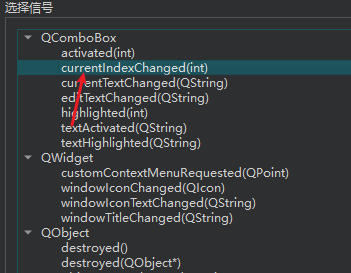 选择信号
QComboBox
activated(int)
currentIndexChanged(int)
currentTextChanged(QString)
editTextChanged(QString)
highlighted(int)
textActivated(QString)
textHighlighted(QString)
QWidget
customContextMenuRequested(QPoint)
windowIconChanged(QIcon)
windowIconTextChanged(QString)
windowTitleChanged(QString)
QObject
destroyed()
destroyed(QObject*)